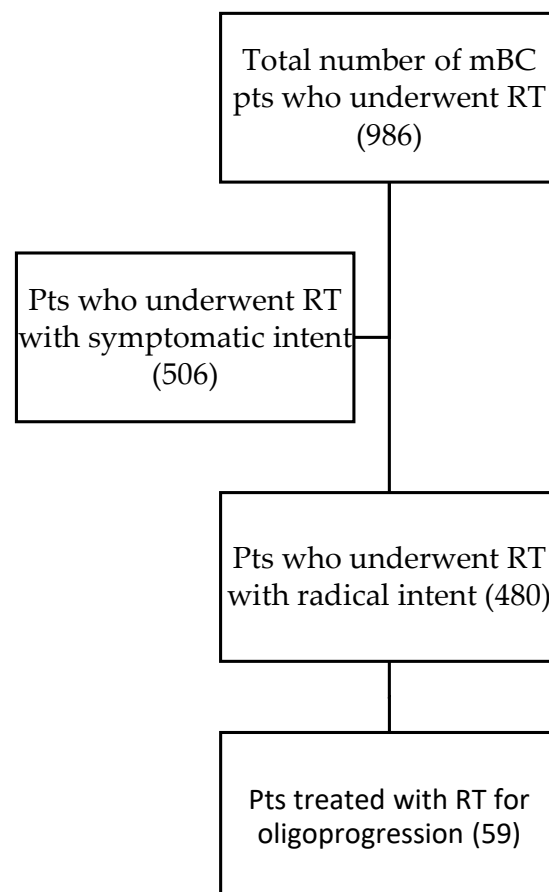 Total number of mBC
pts who underwent RT
(986)
Pts who underwent RT
with symptomatic intent
(506)
Pts who underwent RT
with radical intent (480)
Pts treated with RT for
oligoprogression (59)